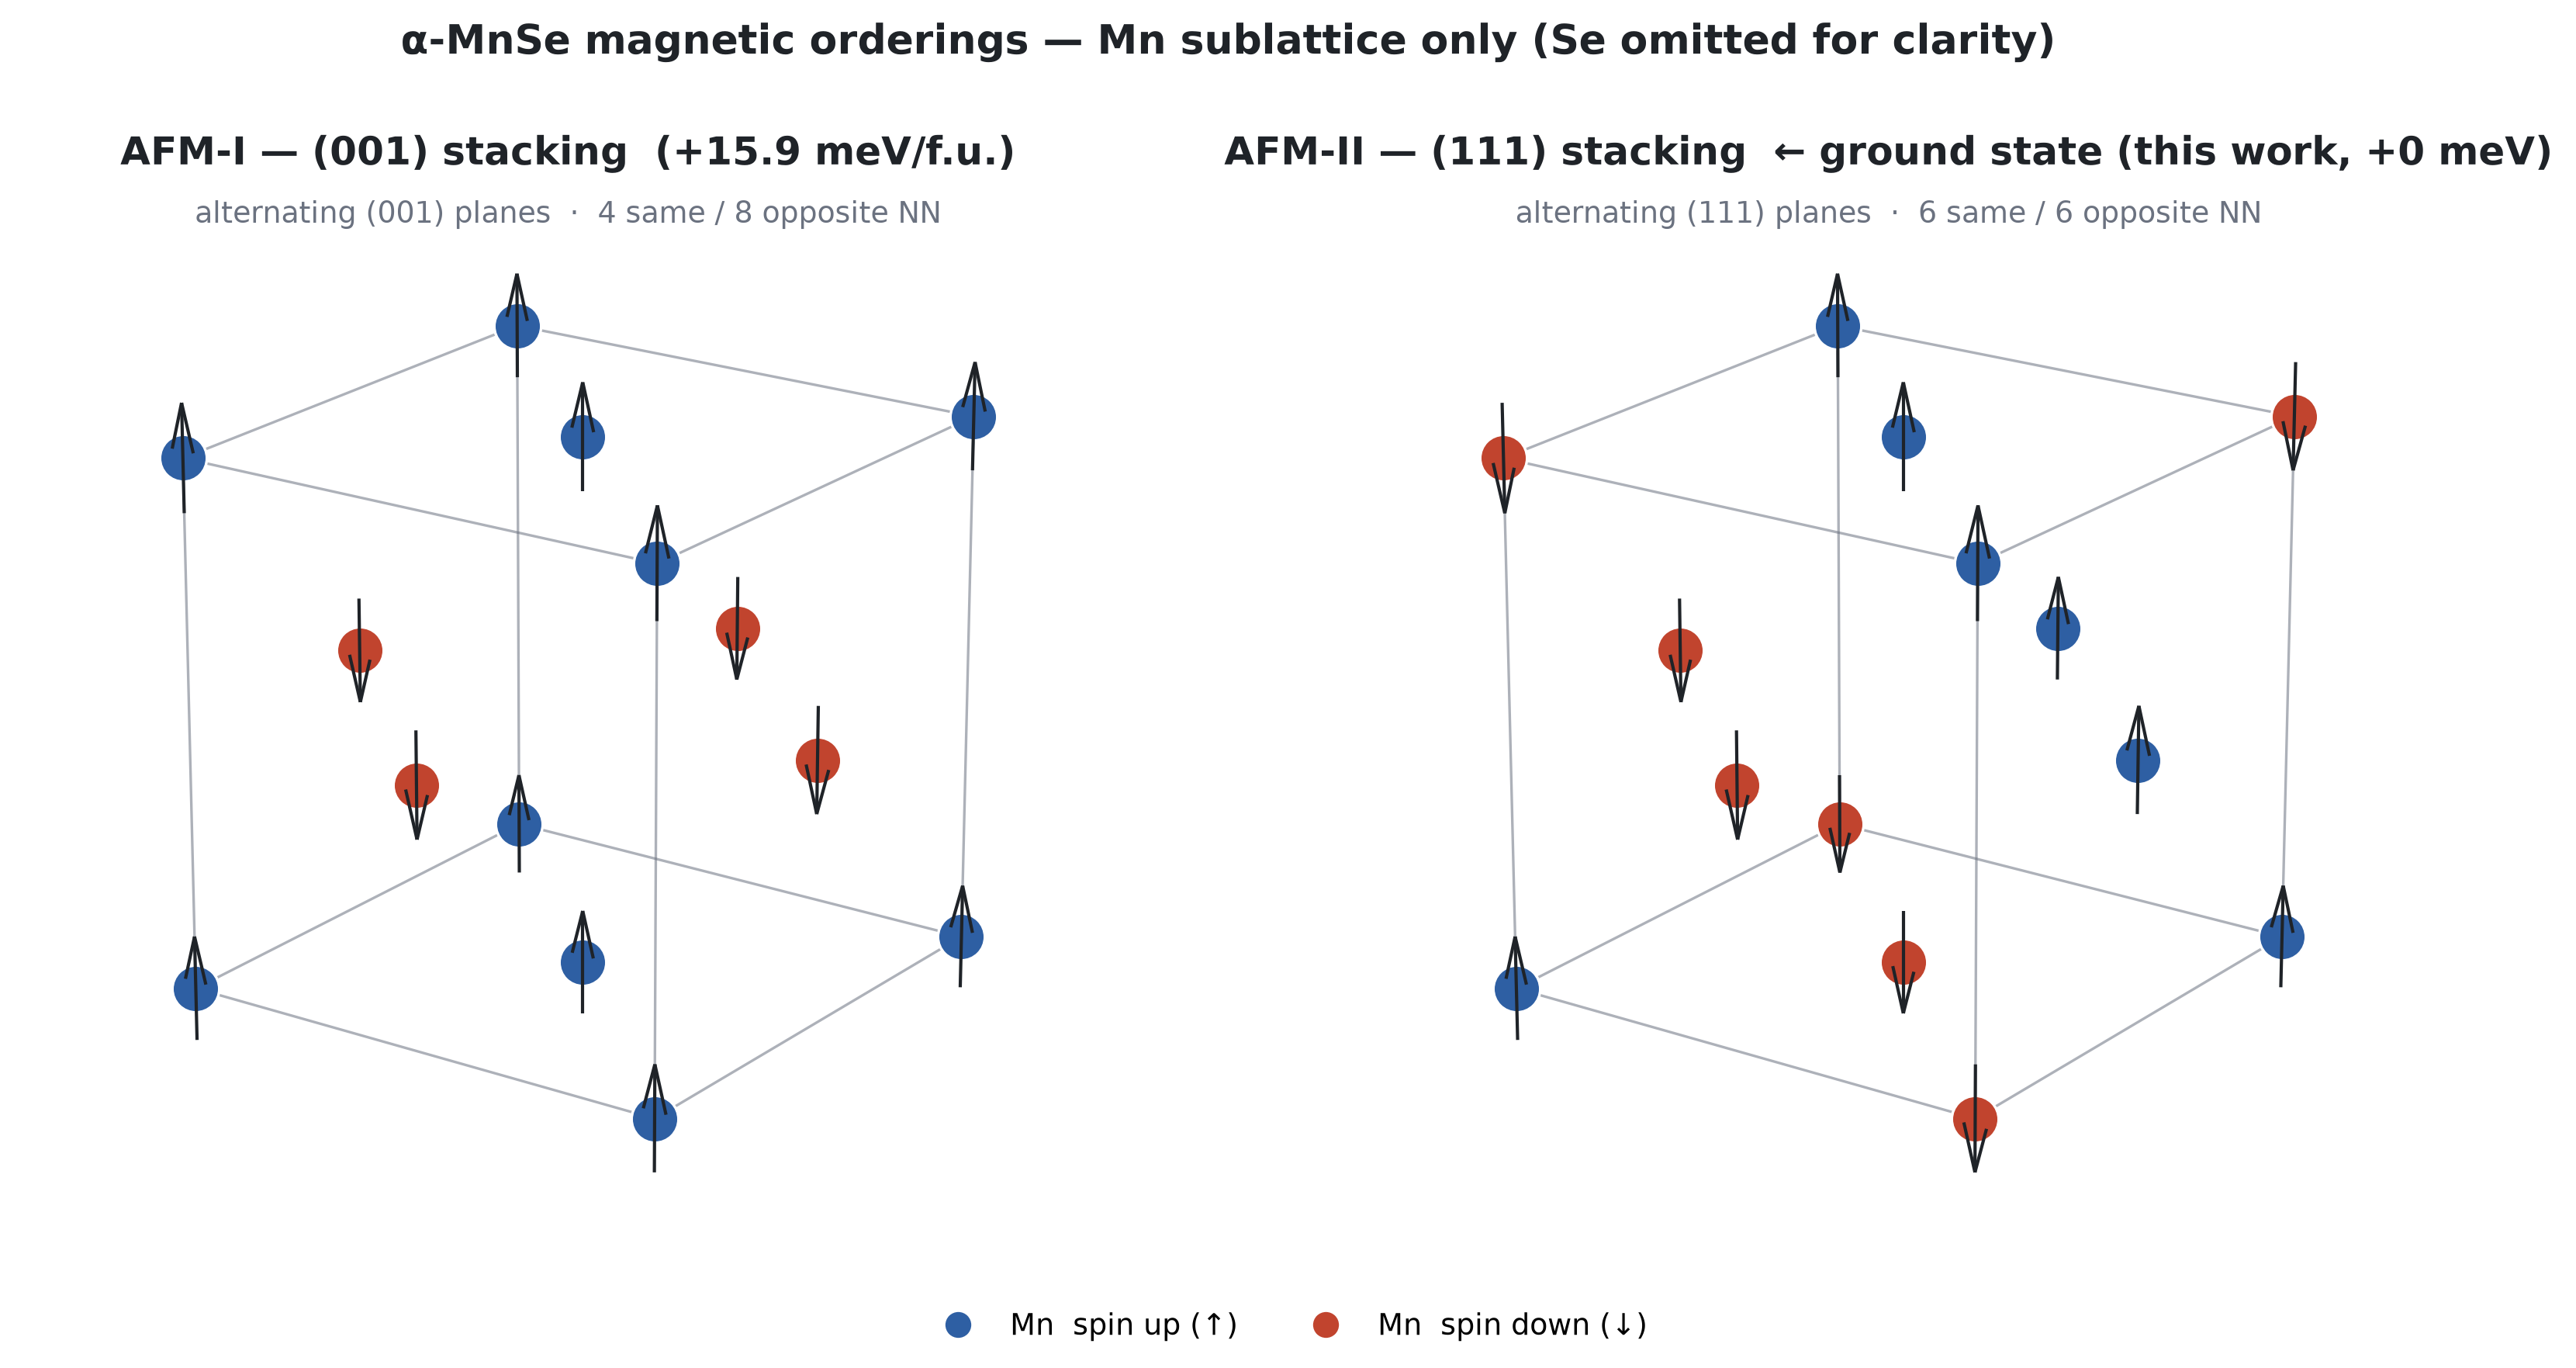 α-MnSe magnetic orderings — Mn sublattice only (Se omitted for clarity)
AFM-I — (001) stacking (+15.9 meV/f.u.)
alternating (001) planes · 4 same / 8 opposite NN
AFM-II — (111) stacking ← ground state (this work, +0 meV)
alternating (111) planes · 6 same / 6 opposite NN
Mn spin up (↑)
Mn spin down (↓)